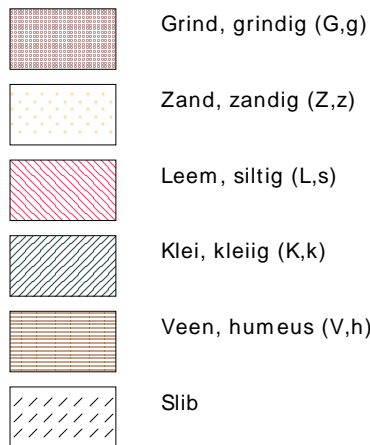 Grind, grindig (G,g)
Zand, zandig (Z,z)
Leem, siltig (L,s)
Klei, kleiig (K,k)
Veen, humeus (V,h)
Slib